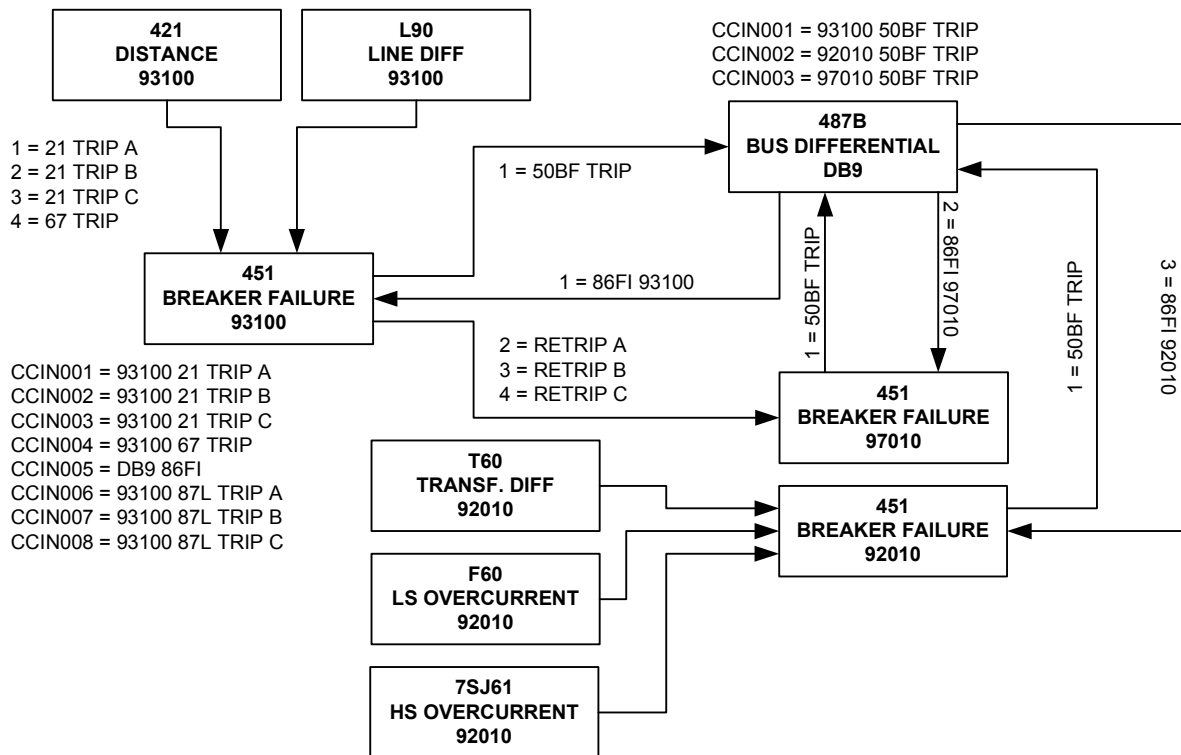 421
DISTANCE
93100
L90
LINE DIFF
93100
CCIN001 = 93100 50BF TRIP
CCIN002 = 92010 50BF TRIP
CCIN003 = 97010 50BF TRIP
487B
BUS DIFFERENTIAL
DB9
1 = 21 TRIP A
2 = 21 TRIP B
3 = 21 TRIP C
4 = 67 TRIP
1 = 50BF TRIP
451
BREAKER FAILURE
93100
1 = 86FI 93100
1 = 50BF TRIP
2 = 86FI 97010
1 = 50BF TRIP
3 = 86FI 92010
2 = RETRIP A
3 = RETRIP B
4 = RETRIP C
CCIN001 = 93100 21 TRIP A
CCIN002 = 93100 21 TRIP B
CCIN003 = 93100 21 TRIP C
CCIN004 = 93100 67 TRIP
CCIN005 = DB9 86FI
CCIN006 = 93100 87L TRIP A
CCIN007 = 93100 87L TRIP B
CCIN008 = 93100 87L TRIP C
451
BREAKER FAILURE
97010
T60
TRANSF. DIFF
92010
451
BREAKER FAILURE
92010
F60
LS OVERCURRENT
92010
7SJ61
HS OVERCURRENT
92010